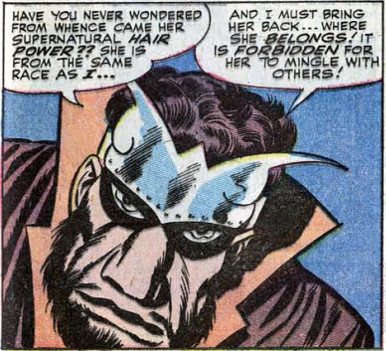 HAVE YOU NEVER WONDERED
FROM WHENCE CAME HER
SUPERNATURAL HAIR
POWER?? SHE IS
FROM THE SAME
RACE AS I...
AND I MUST BRING
HER BACK... WHERE
SHE BELONGS! IT
IS FORBIDDEN FOR
HER TO MINGLE WITH
OTHERS!